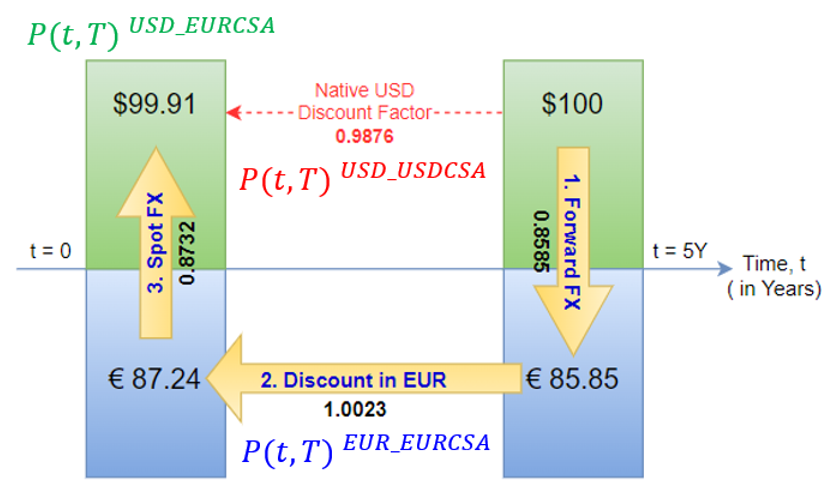 P(t,T) USD_EURCSA
$99.91
Native USD
Discount Factor
0.9876
$100
P(t,T) USD_USDCSA
3. Spot FX
0.8732
1. Forward FX
0.8585
t = 0
t = 5Y
Time, t
( in Years)
€ 87.24
2. Discount in EUR
1.0023
€ 85.85
P(t,T) EUR_EURCSA